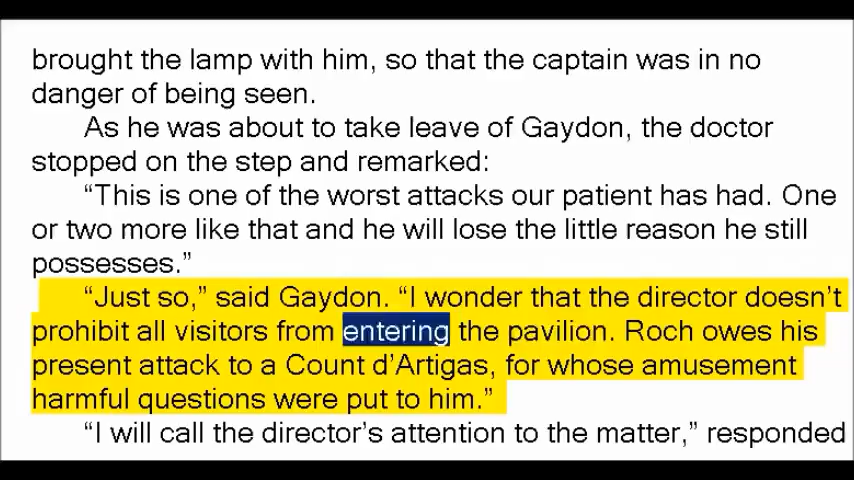 brought the lamp with him, so that the captain was in no
danger of being seen.
As he was about to take leave of Gaydon, the doctor
stopped on the step and remarked:
“This is one of the worst attacks our patient has had. One
or two more like that and he will lose the little reason he still
possesses.”
“Just so,” said Gaydon. “I wonder that the director doesn’t
prohibit all visitors from entering the pavilion. Roch owes his
present attack to a Count d’Artigas, for whose amusement
harmful questions were put to him.”
“I will call the director’s attention to the matter,” responded